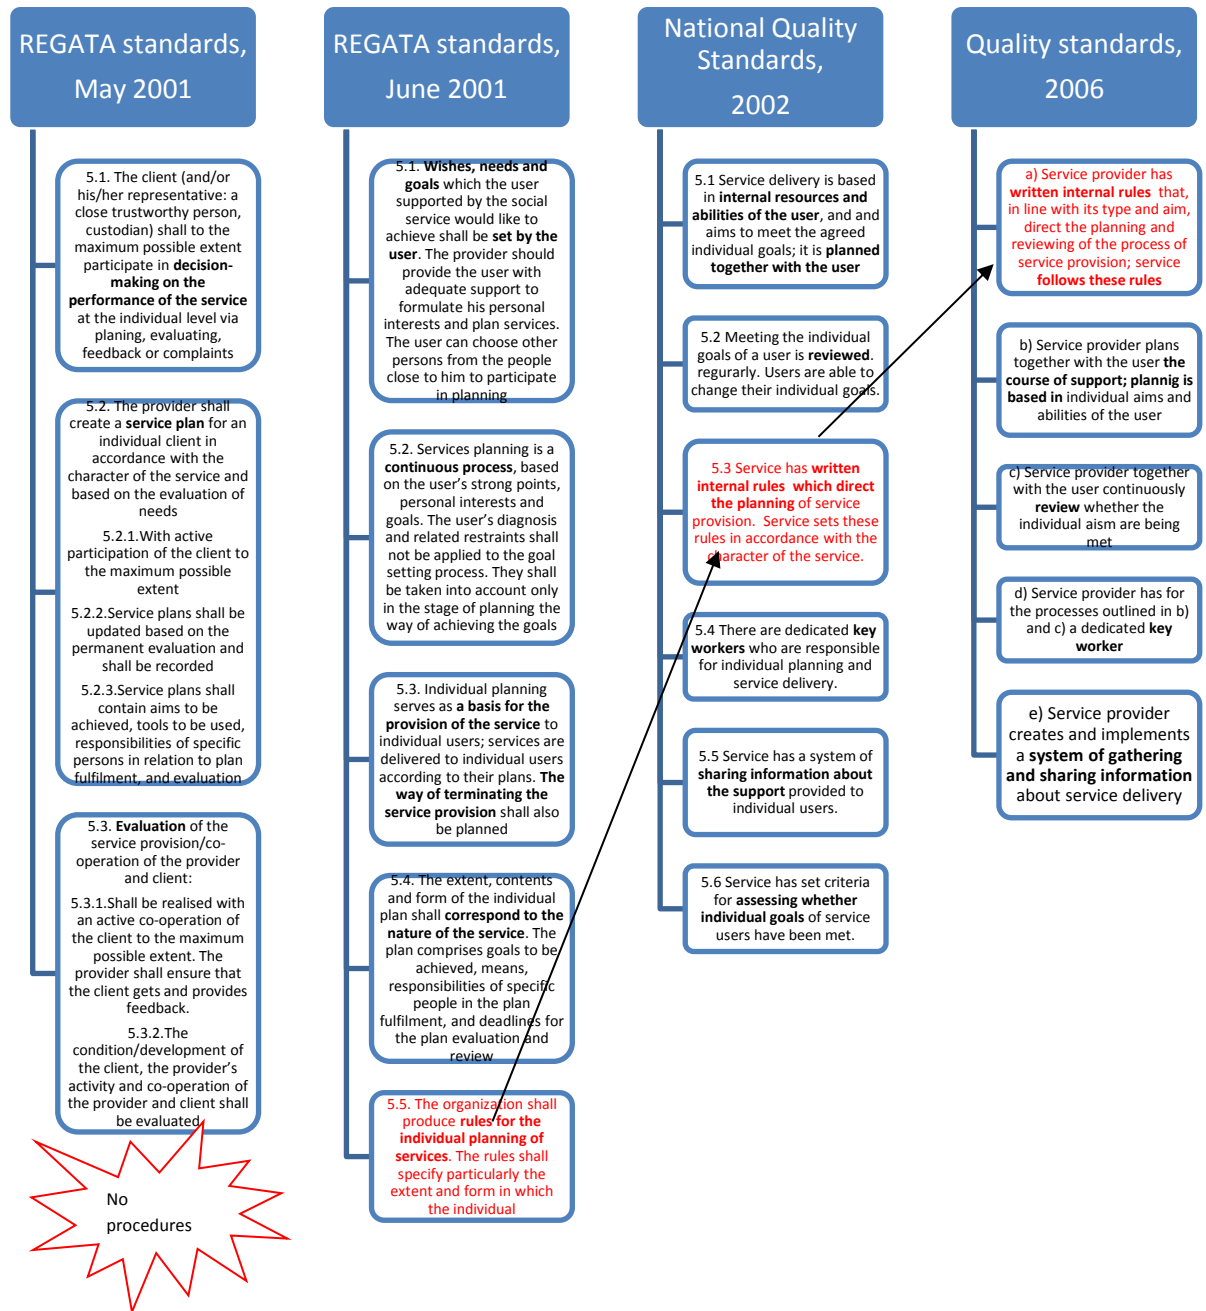 REGATA standards,
May 2001
5.1. The client (and/or
his/her representative: a
close trustworthy person,
custodian) shall to the
maximum possible extent
participate in decision-
making on the
performance of the service
at the individual level via
planing, evaluating,
feedback or complaints
5.2. The provider shall
create a service plan for an
individual client in
accordance with the
character of the service and
based on the evaluation of
needs
5.2.1.With active
participation of the client to
the maximum possible
extent
5.2.2.Service plans shall be
updated based on the
permanent evaluation and
shall be recorded
5.2.3.Service plans shall
contain aims to be
achieved, tools to be used,
responsibilities of specific
persons in relation to plan
fulfilment, and evaluation
5.3. Evaluation of the
service provision/co-
operation of the provider
and client:
5.3.1.Shall be realised with
an active co-operation of
the client to the maximum
possible extent. The
provider shall ensure that
the client gets and provides
feedback.
5.3.2.The
condition/development of
the client, the provider's
activity and co-operation of
the provider and client shall
be evaluated
No
procedures
REGATA standards,
June 2001
5.1. Wishes, needs and
goals which the user
supported by the social
service would like to
achieve shall be set by the
user. The provider should
provide the user with
adequate support to
formulate his personal
interests and plan services.
The user can choose other
persons from the people
close to him to participate
in planning
5.2. Services planning is a
continuous process, based
on the user's strong points,
personal interests and
goals. The user's diagnosis
and related restraints shall
not be applied to the goal
setting process. They shall
be taken into account only
in the stage of planning the
way of achieving the goals
5.3. Individual planning
serves as a basis for the
provision of the service to
individual users; services are
delivered to individual users
according to their plans. The
way of terminating the
service provision shall also
be planned
5.4. The extent, contents
and form of the individual
plan shall correspond to the
nature of the service. The
plan comprises goals to be
achieved, means,
responsibilities of specific
people in the plan
fulfilment, and deadlines for
the plan evaluation and
review
5.5. The organization shall
produce rules for the
individual planning of
services. The rules shall
specify particularly the
extent and form in which
the individual
National Quality
Standards,
2002
5.1 Service delivery is based
in internal resources and
abilities of the user, and and
aims to meet the agreed
individual goals; it is planned
together with the user
5.2 Meeting the individual
goals of a user is reviewed.
regurarly. Users are able to
change their individual goals.
5.3 Service has written
internal rules which direct
the planning of service
provision. Service sets these
rules in accordance with the
character of the service.
5.4 There are dedicated key
workers who are responsible
for individual planning and
service delivery.
5.5 Service has a system of
sharing information about
the support provided to
individual users.
5.6 Service has set criteria
for assessing whether
individual goals of service
users have been met.
Quality standards,
2006
a) Service provider has
written internal rules that,
in line with its type and aim,
direct the planning and
reviewing of the process of
service provision; service
follows these rules
b) Service provider plans
together with the user the
course of support; plannig is
based in individual aims and
abilities of the user
c) Service provider together
with the user continuously
review whether the
individual aism are being
met
d) Service provider has for
the processes outlined in b)
and c) a dedicated key
worker
e) Service provider
creates and implements
a system of gathering
and sharing information
about service delivery